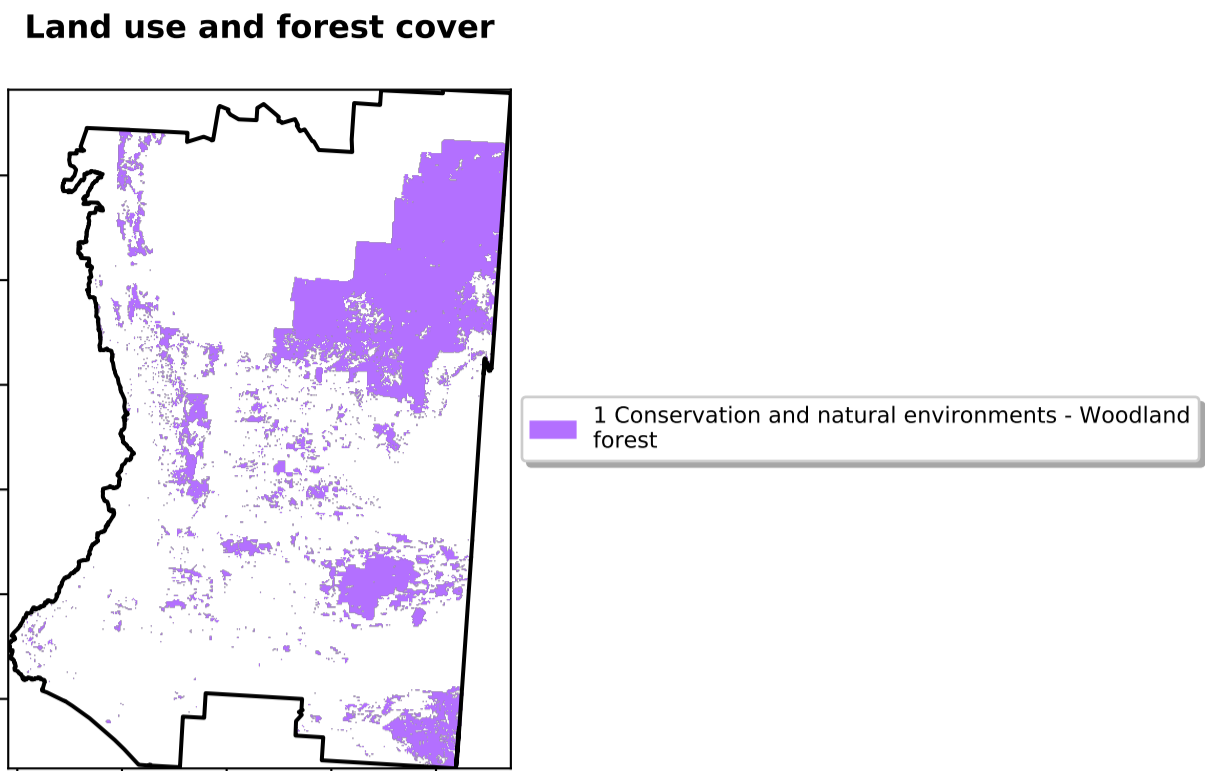 Land use and forest cover
1 Conservation and natural environments - Woodland
forest